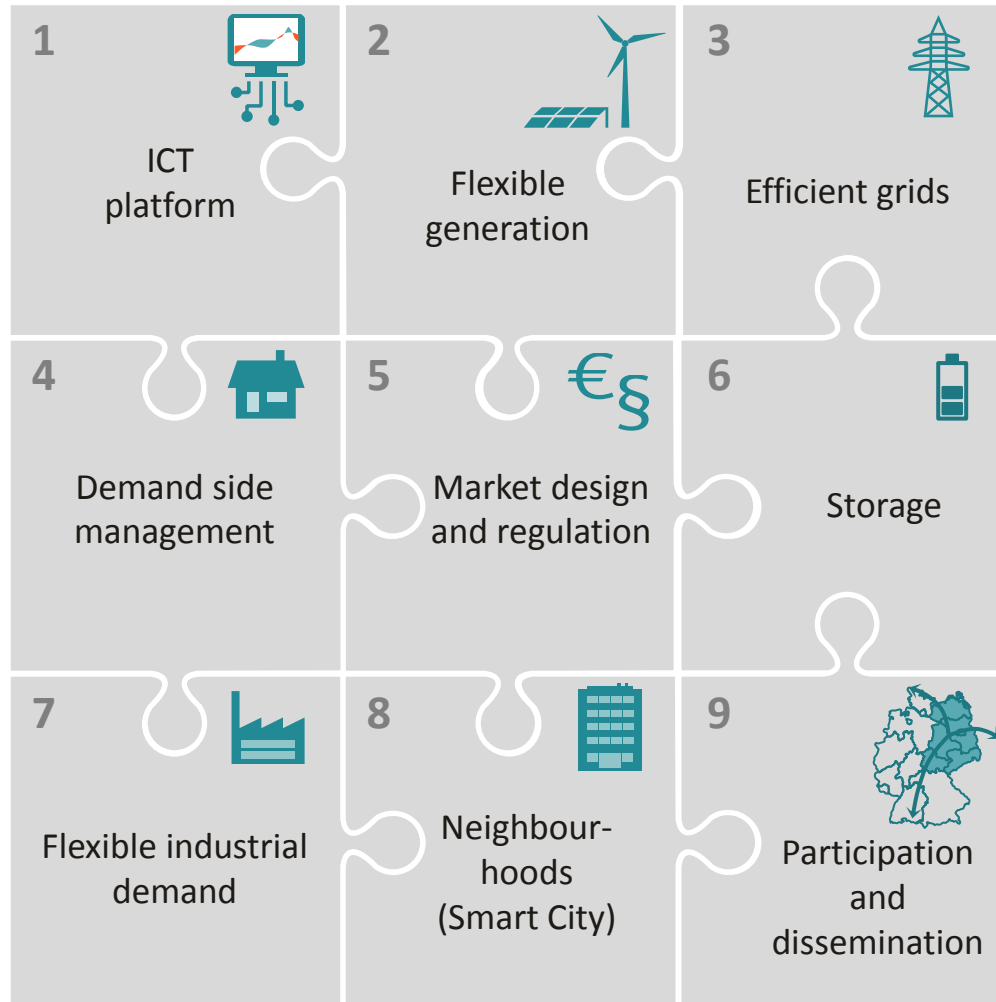 1
ICT
platform
2
Flexible
generation
3
Efficient grids
4
Demand side
management
5
€§
Market design
and regulation
6
Storage
7
Flexible industrial
demand
8
Neighbour-
hoods
(Smart City)
9
Participation
and
dissemination